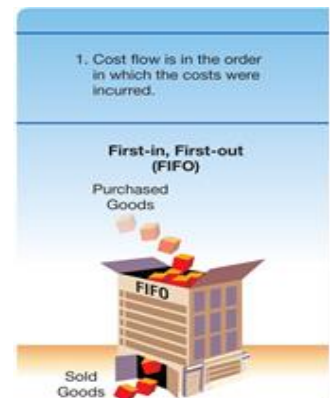 1. Cost flow is in the order
in which the costs were
incurred.
First-in, First-out
(FIFO)
Purchased
Goods
FIFO
Sold
Goods